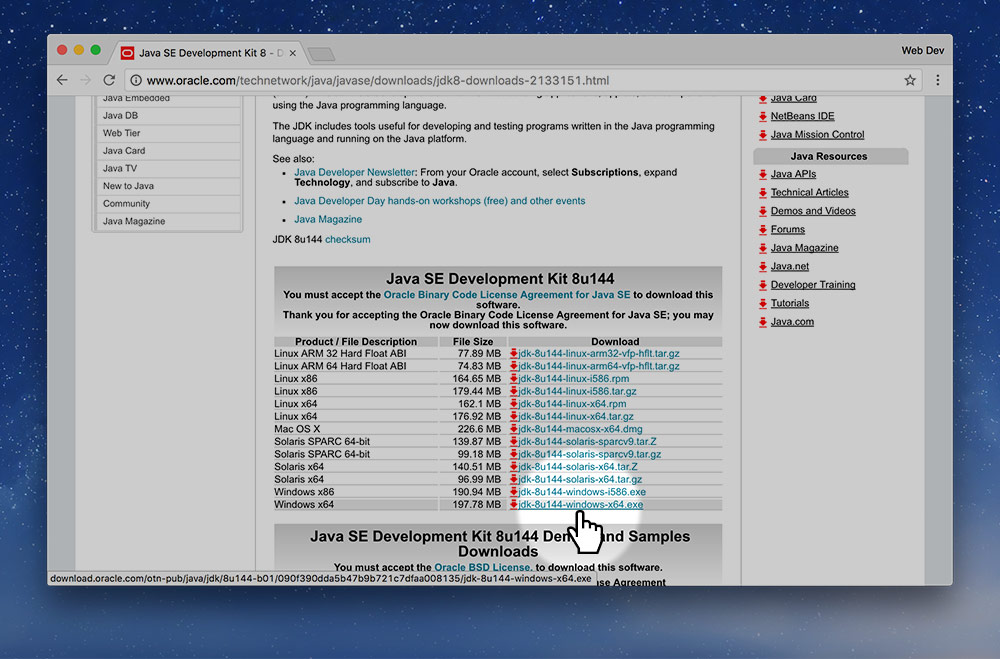 Java SE Development Kit 8 - D
Web Dev
www.oracle.com/technetwork/java/javase/downloads/jdk8-downloads-2133151.html
Java Embedded
Java DB
Web Tier
Java Card
Java TV
New to Java
Community
Java Magazine
using the Java programming language.
The JDK includes tools useful for developing and testing programs written in the Java programming
language and running on the Java platform.
See also:
Java Developer Newsletter: From your Oracle account, select Subscriptions, expand
Technology, and subscribe to Java.
Java Developer Day hands-on workshops (free) and other events
Java Magazine
JDK 8u144 checksum
Java SE Development Kit 8u144
You must accept the Oracle Binary Code License Agreement for Java SE to download this
software.
Thank you for accepting the Oracle Binary Code License Agreement for Java SE; you may
now download this software.
Product / File Description File Size Download
Linux ARM 32 Hard Float ABI 77.89 MB jdk-8u144-linux-arm32-vfp-hflt.tar.gz
Linux ARM 64 Hard Float ABI 74.83 MB jdk-8u144-linux-arm64-vfp-hflt.tar.gz
Linux x86 164.65 MB jdk-8u144-linux-i586.rpm
Linux x86 179.44 MB jdk-8u144-linux-i586.tar.gz
Linux x64 162.1 MB jdk-8u144-linux-x64.rpm
Linux x64 176.92 MB jdk-8u144-linux-x64.tar.gz
Mac OS X 226.6 MB jdk-8u144-macosx-x64.dmg
Solaris SPARC 64-bit 139.87 MB jdk-8u144-solaris-sparcv9.tar.Z
Solaris SPARC 64-bit 99.18 MB jdk-8u144-solaris-sparcv9.tar.gz
Solaris x64 140.51 MB jdk-8u144-solaris-x64.tar.Z
Solaris x64 96.99 MB jdk-8u144-solaris-x64.tar.gz
Windows x86 190.94 MB jdk-8u144-windows-i586.exe
Windows x64 197.78 MB jdk-8u144-windows-x64.exe
Java SE Development Kit 8u144 Dem and Samples
Downloads
You must accept the Oracle BSD License. to download this software.
nse Agreement
Java Card
NetBeans IDE
Java Mission Control
Java Resources
Java APIs
Technical Articles
Demos and Videos
Forums
Java Magazine
Java.net
Developer Training
Tutorials
Java.com
download.oracle.com/otn-pub/java/jdk/8u144-b01/090f390dda5b47b9b721c7dfaa008135/jdk-8u144-windows-x64.exe